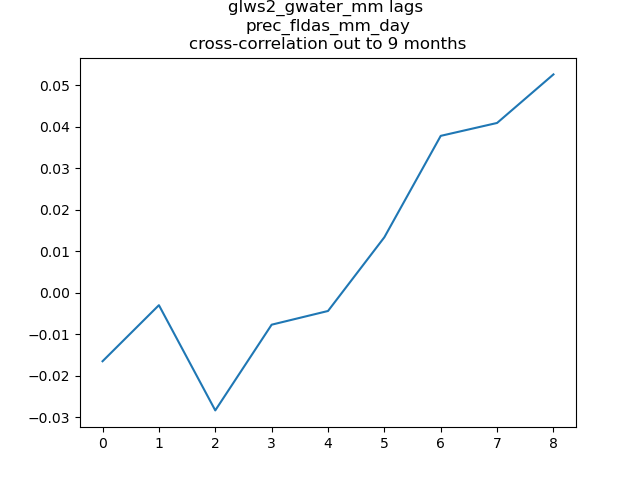 glws2_gwater_mm lags
prec_fldas_mm_day
cross-correlation out to 9 months
0.05
0.04
0.03
0.02
0.01
0.00
−0.01
−0.02
−0.03
0 1 2 3 4 5 6 7 8